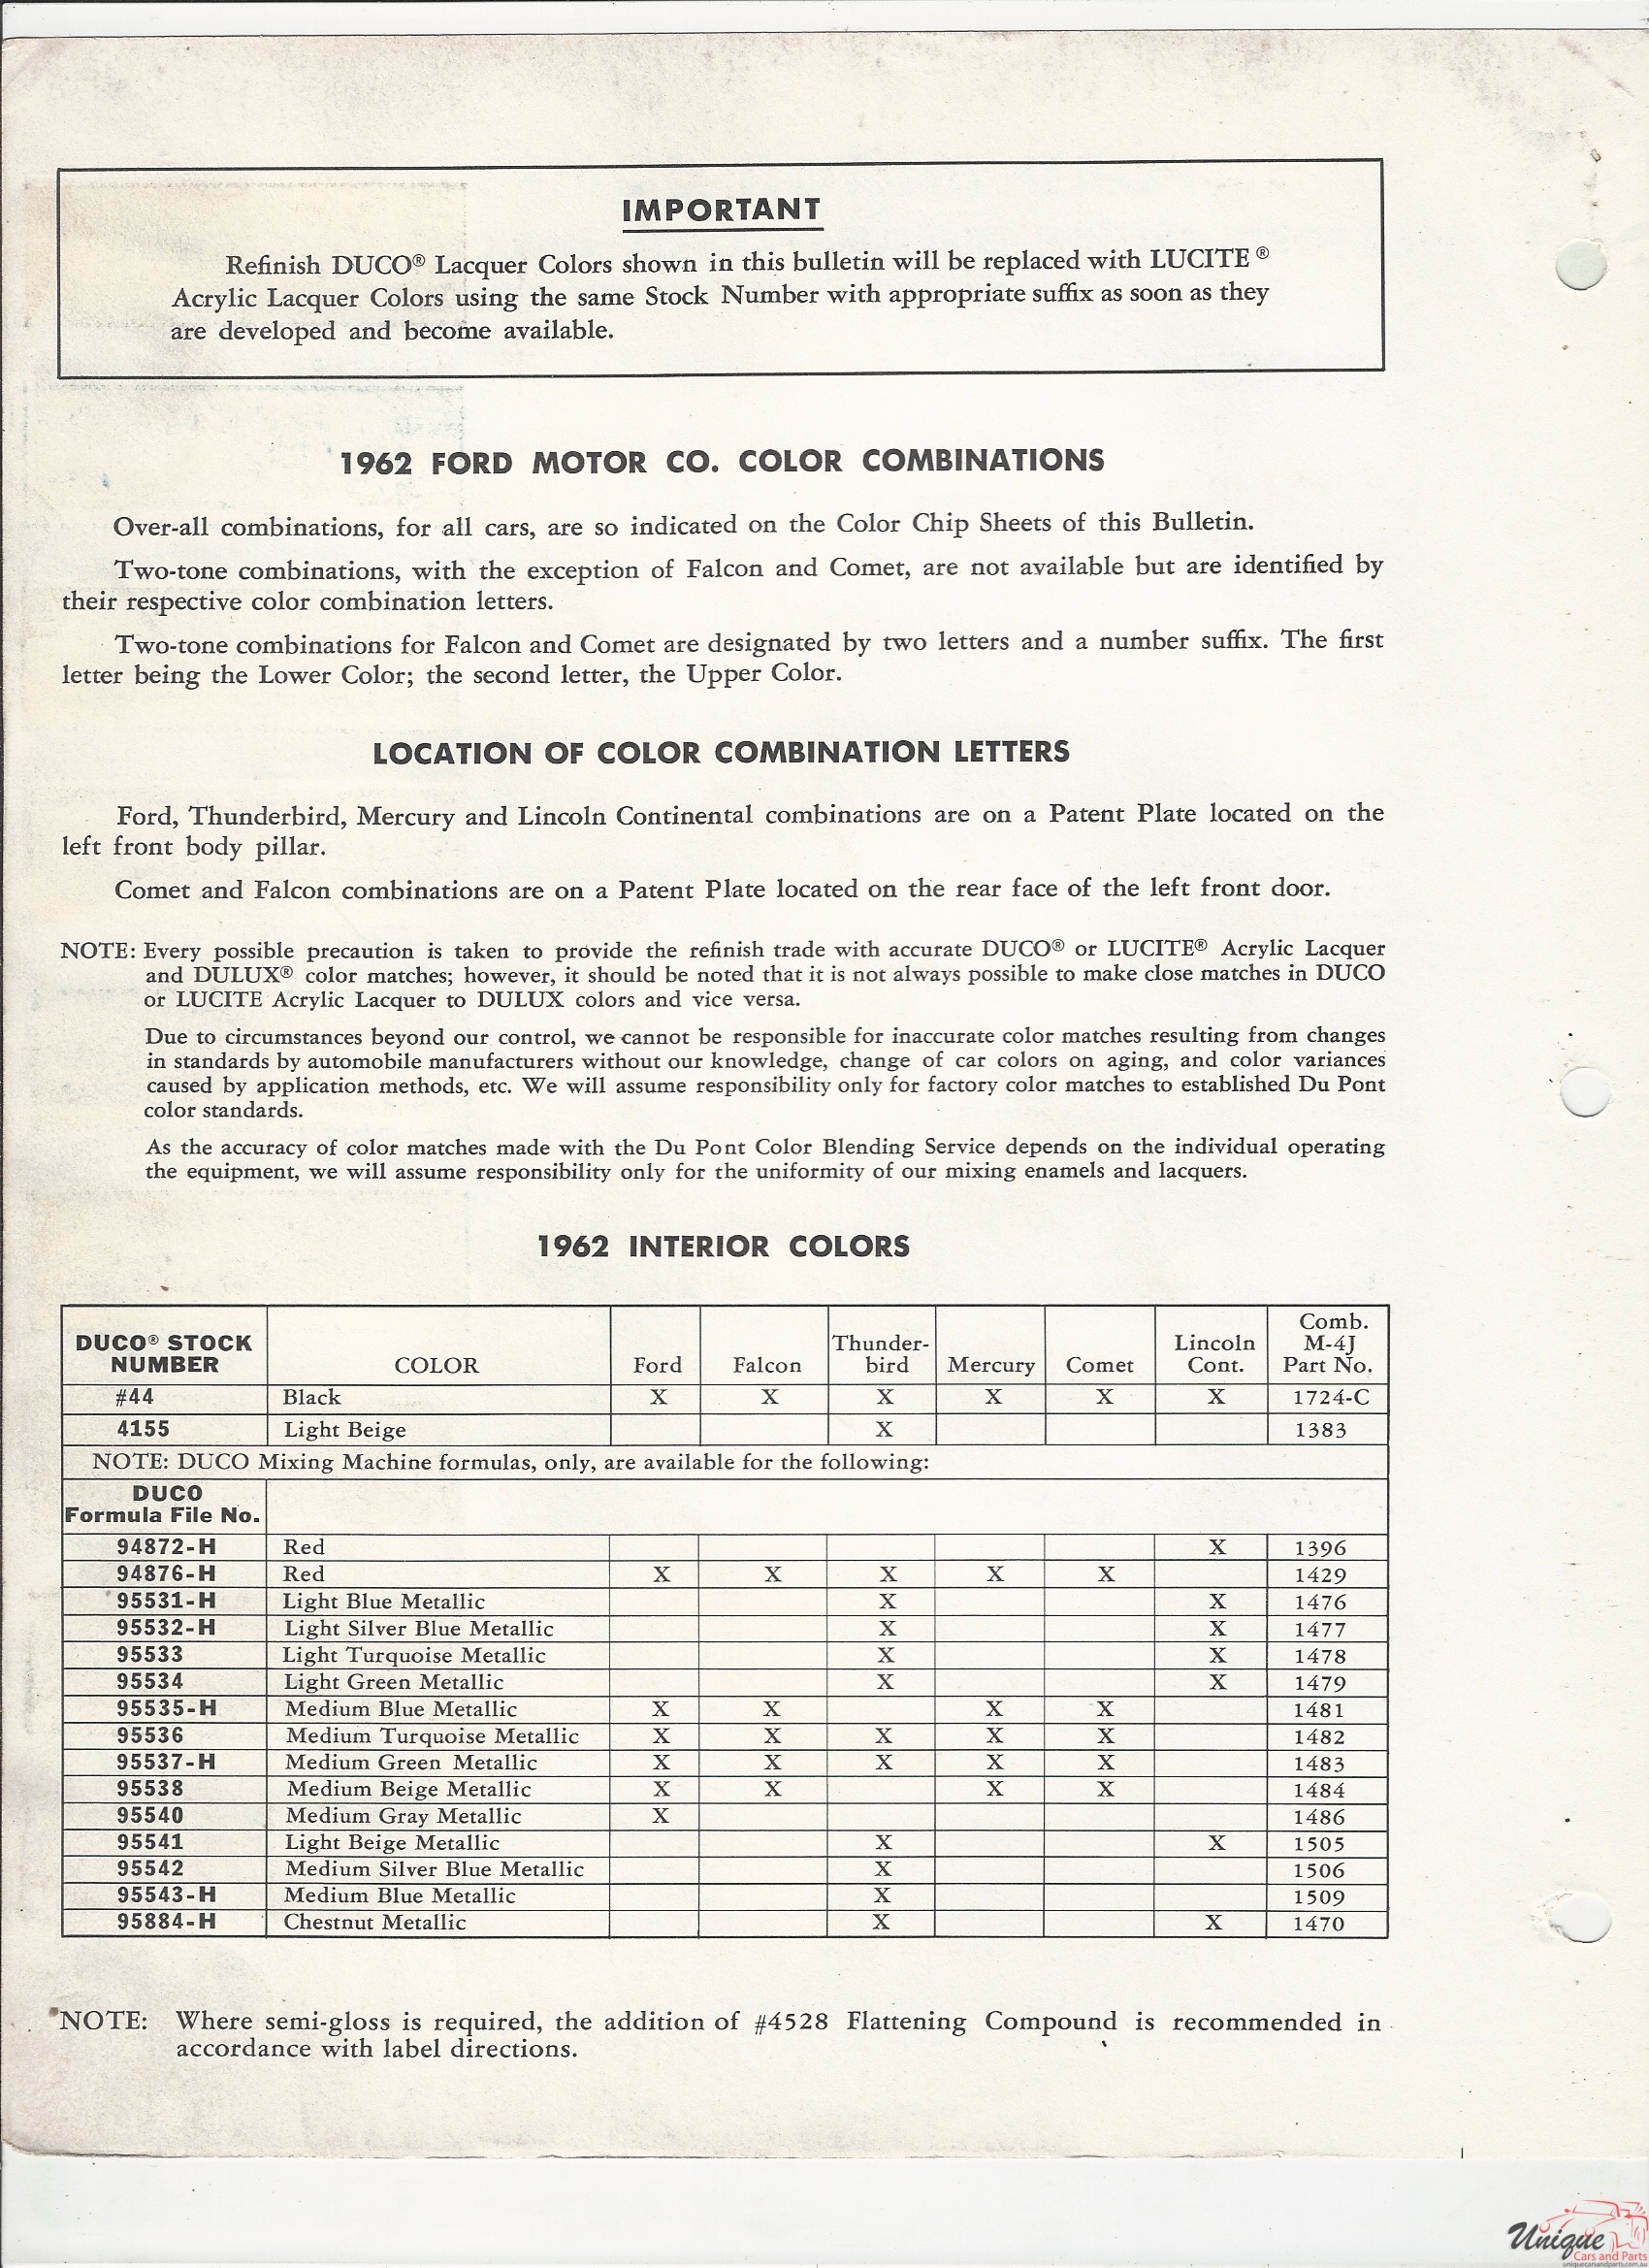 IMPORTANT
Refinish DUCO® Lacquer Colors shown in this bulletin will be replaced with LUCITE®
Acrylic Lacquer Colors using the same Stock Number with appropriate suffix as soon as they
are developed and become available.
1962 FORD MOTOR CO. COLOR COMBINATIONS
Over-all combinations, for all cars, are so indicated on the Color Chip Sheets of this Bulletin.
Two-tone combinations, with the exception of Falcon and Comet, are not available but are identified by
their respective color combination letters.
Two-tone combinations for Falcon and Comet are designated by two letters and a number suffix. The first
letter being the Lower Color; the second letter, the Upper Color.
LOCATION OF COLOR COMBINATION LETTERS
Ford, Thunderbird, Mercury and Lincoln Continental combinations are on a Patent Plate located on the
left front body pillar.
Comet and Falcon combinations are on a Patent Plate located on the rear face of the left front door.
NOTE: Every possible precaution is taken to provide the refinish trade with accurate DUCO® or LUCITE® Acrylic Lacquer
and DULUX® color matches; however, it should be noted that it is not always possible to make close matches in DUCO
or LUCITE Acrylic Lacquer to DULUX colors and vice versa.
Due to circumstances beyond our control, we cannot be responsible for inaccurate color matches resulting from changes
in standards by automobile manufacturers without our knowledge, change of car colors on aging, and color variances
caused by application methods, etc. We will assume responsibility only for factory color matches to established Du Pont
color standards.
As the accuracy of color matches made with the Du Pont Color Blending Service depends on the individual operating
the equipment, we will assume responsibility only for the uniformity of our mixing enamels and lacquers.
1962 INTERIOR COLORS
DUCO® STOCK NUMBER COLOR Ford Falcon Thunder-bird Mercury Comet Lincoln Cont. Comb. M-4J Part No.
#44 Black X X X X X X 1724-C
4155 Light Beige X 1383
NOTE: DUCO Mixing Machine formulas, only, are available for the following:
DUCO
Formula File No.
94872-H Red X 1396
94876-H Red X X X X X 1429
95531-H Light Blue Metallic X X 1476
95532-H Light Silver Blue Metallic X X 1477
95533 Light Turquoise Metallic X X 1478
95534 Light Green Metallic X X 1479
95535-H Medium Blue Metallic X X X X 1481
95536 Medium Turquoise Metallic X X X X X 1482
95537-H Medium Green Metallic X X X X X 1483
95538 Medium Beige Metallic X X X X 1484
95540 Medium Gray Metallic X 1486
95541 Light Beige Metallic X X 1505
95542 Medium Silver Blue Metallic X 1506
95543-H Medium Blue Metallic X 1509
95884-H Chestnut Metallic X X 1470
NOTE: Where semi-gloss is required, the addition of #4528 Flattening Compound is recommended in
accordance with label directions.
Unique
Cars and Parts
uniquecarsandparts.com.au